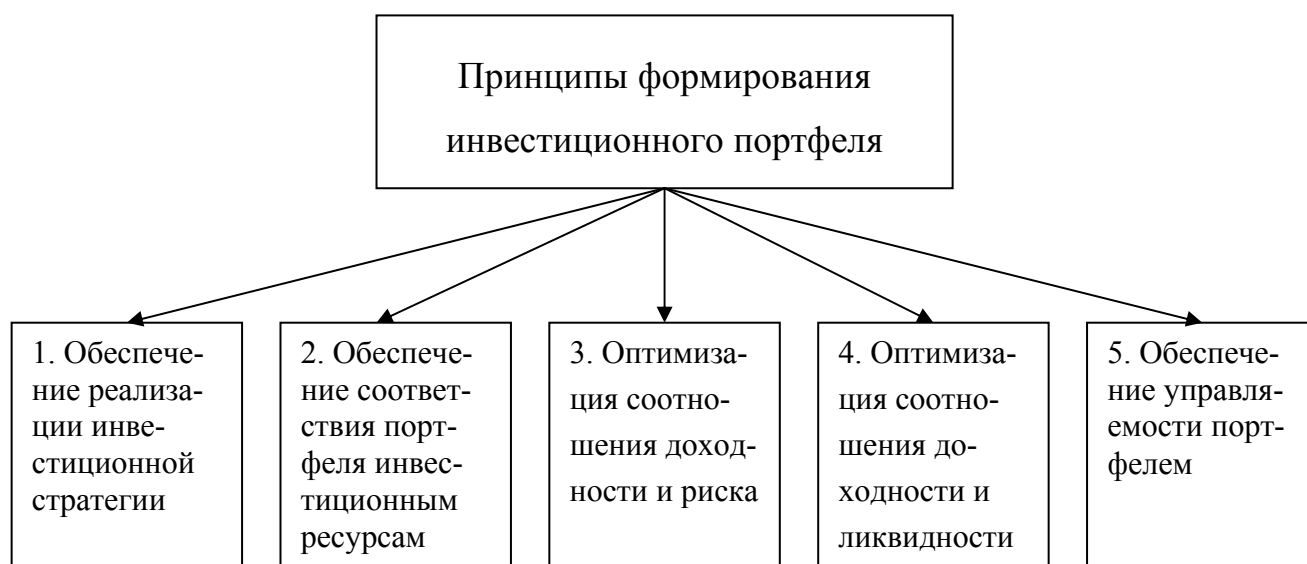 Принципы формирования
инвестиционного портфеля
1. Обеспече-
ние реализа-
ции инве-
стиционной
стратегии
2. Обеспече-
ние соответ-
ствия порт-
феля инвес-
тиционным
ресурсам
3. Оптимиза-
ция соотно-
шения доход-
ности и риска
4. Оптимиза-
ция соотно-
шения до-
ходности и
ликвидности
5. Обеспече-
ние управля-
емости порт-
фелем